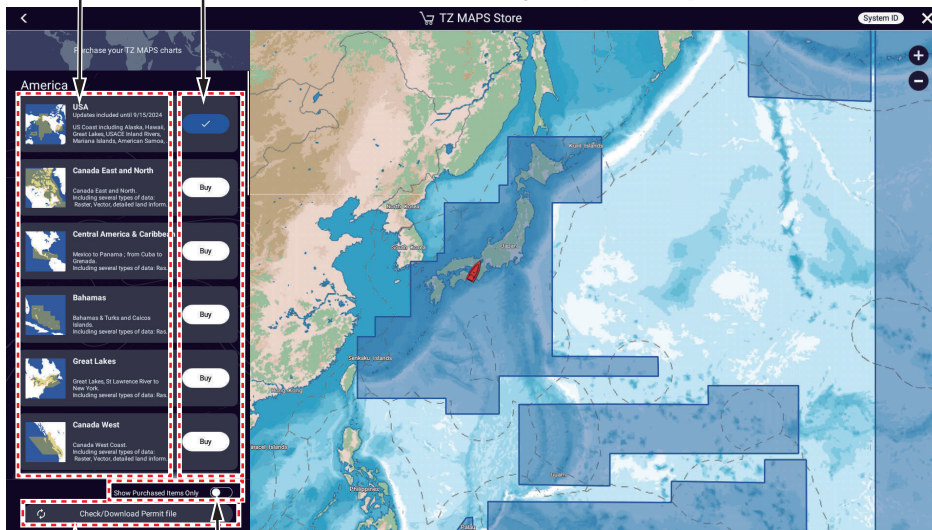 TZ MAPS Store
System ID
Purchase your TZ MAPS charts
America
USA
Updates included until 9/15/2024
US Coast including Alaska, Hawaii,
Great Lakes, USACE Inland Rivers,
Mariana Islands, American Samoa,
Canada East and North
Canada East and North.
Including several types of data:
Raster, Vector, detailed land inform.
Buy
Central America & Caribbea
Mexico to Panama ; from Cuba to
Grenada.
Including several types of data: Ras.
Buy
Bahamas
Bahamas & Turks and Caicos
Islands.
Including several types of data: Ras.
Buy
Great Lakes
Great Lakes, St Lawrence River to
New York.
Including several types of data: Ras.
Buy
Canada West
Canada West Coast.
Including several types of data:
Raster, Vector, detailed land inform.
Buy
Show Purchased Items Only
Check/Download Permit file
Kuril Islands
North Korea
South Korea
Japan
Senkaku Islands
Hong Kong
Paracel Islands
Philippines
Palau